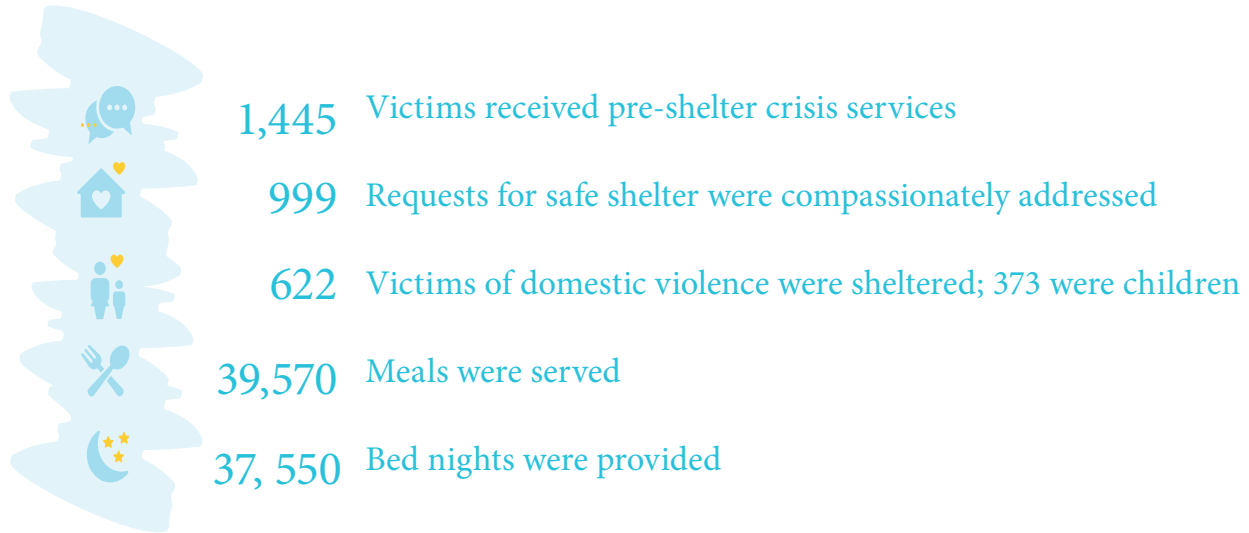 1,445 Victims received pre-shelter crisis services
999 Requests for safe shelter were compassionately addressed
622 Victims of domestic violence were sheltered; 373 were children
39,570 Meals were served
37, 550 Bed nights were provided